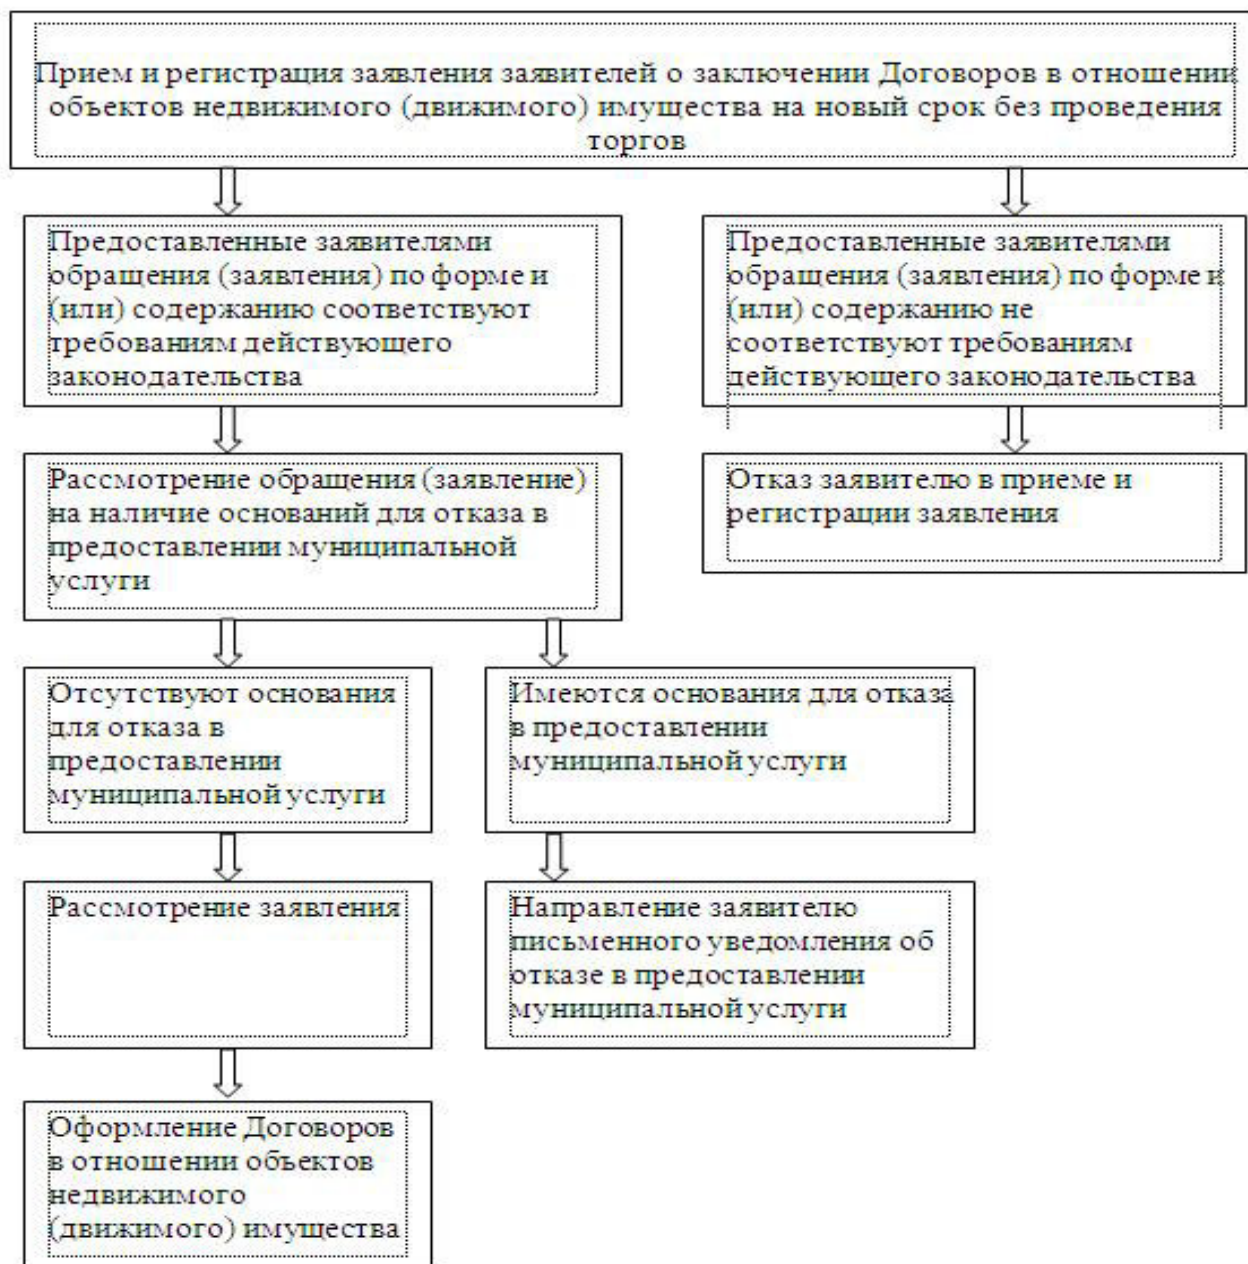 Прием и регистрация заявления заявителей о заключении Договоров в отношении
объектов недвижимого (движимого) имущества на новый срок без проведения
торгов
Предоставленные заявителями
обращения (заявления) по форме и
(или) содержанию соответствуют
требованиям действующего
законодательства
Предоставленные заявителями
обращения (заявления) по форме и
(или) содержанию не
соответствуют требованиям
действующего законодательства
Рассмотрение обращения (заявление)
на наличие оснований для отказа в
предоставлении муниципальной
услуги
Отказ заявителю в приеме и
регистрации заявления
Отсутствуют основания
для отказа в
предоставлении
муниципальной услуги
Имеются основания для отказа
в предоставлении
муниципальной услуги
Рассмотрение заявления
Направление заявителю
письменного уведомления об
отказе в предоставлении
муниципальной услуги
Оформление Договоров
в отношении объектов
недвижимого
(движимого) имущества